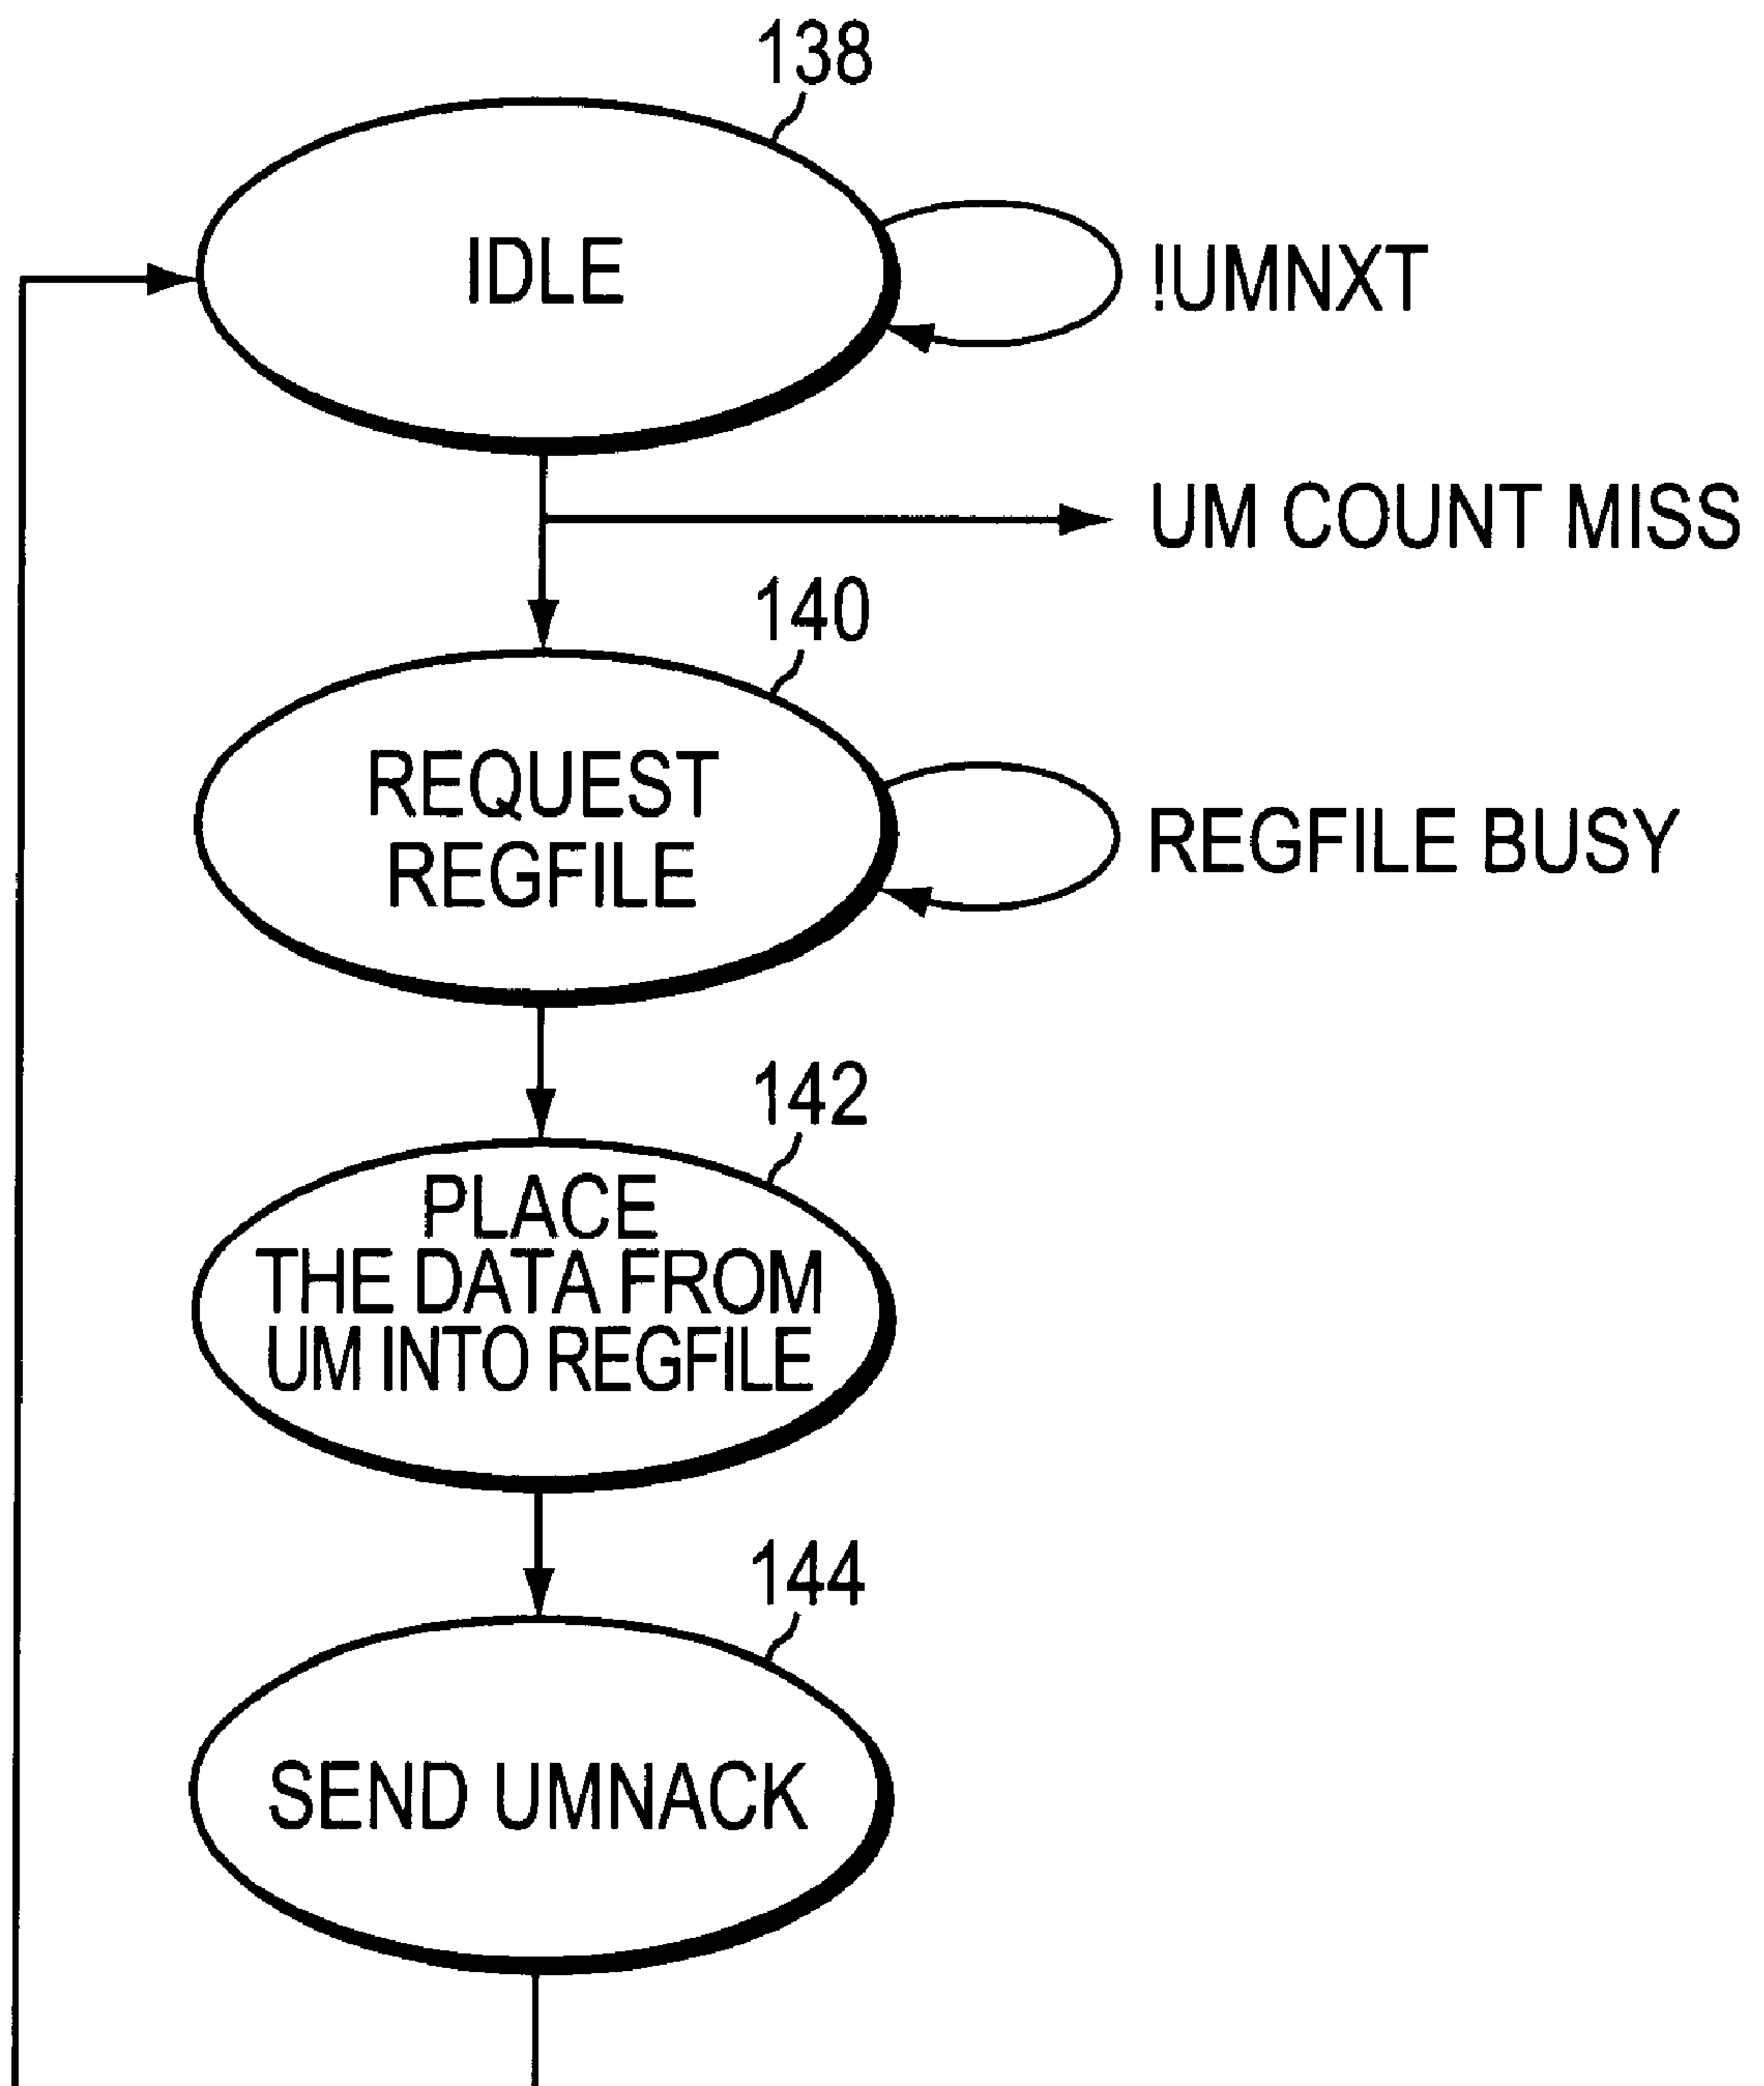 138
IDLE
!UMNXT
UM COUNT MISS
140
REQUEST
REGFILE
REGFILE BUSY
142
PLACE
THE DATA FROM
UM INTO REGFILE
144
SEND UMNACK